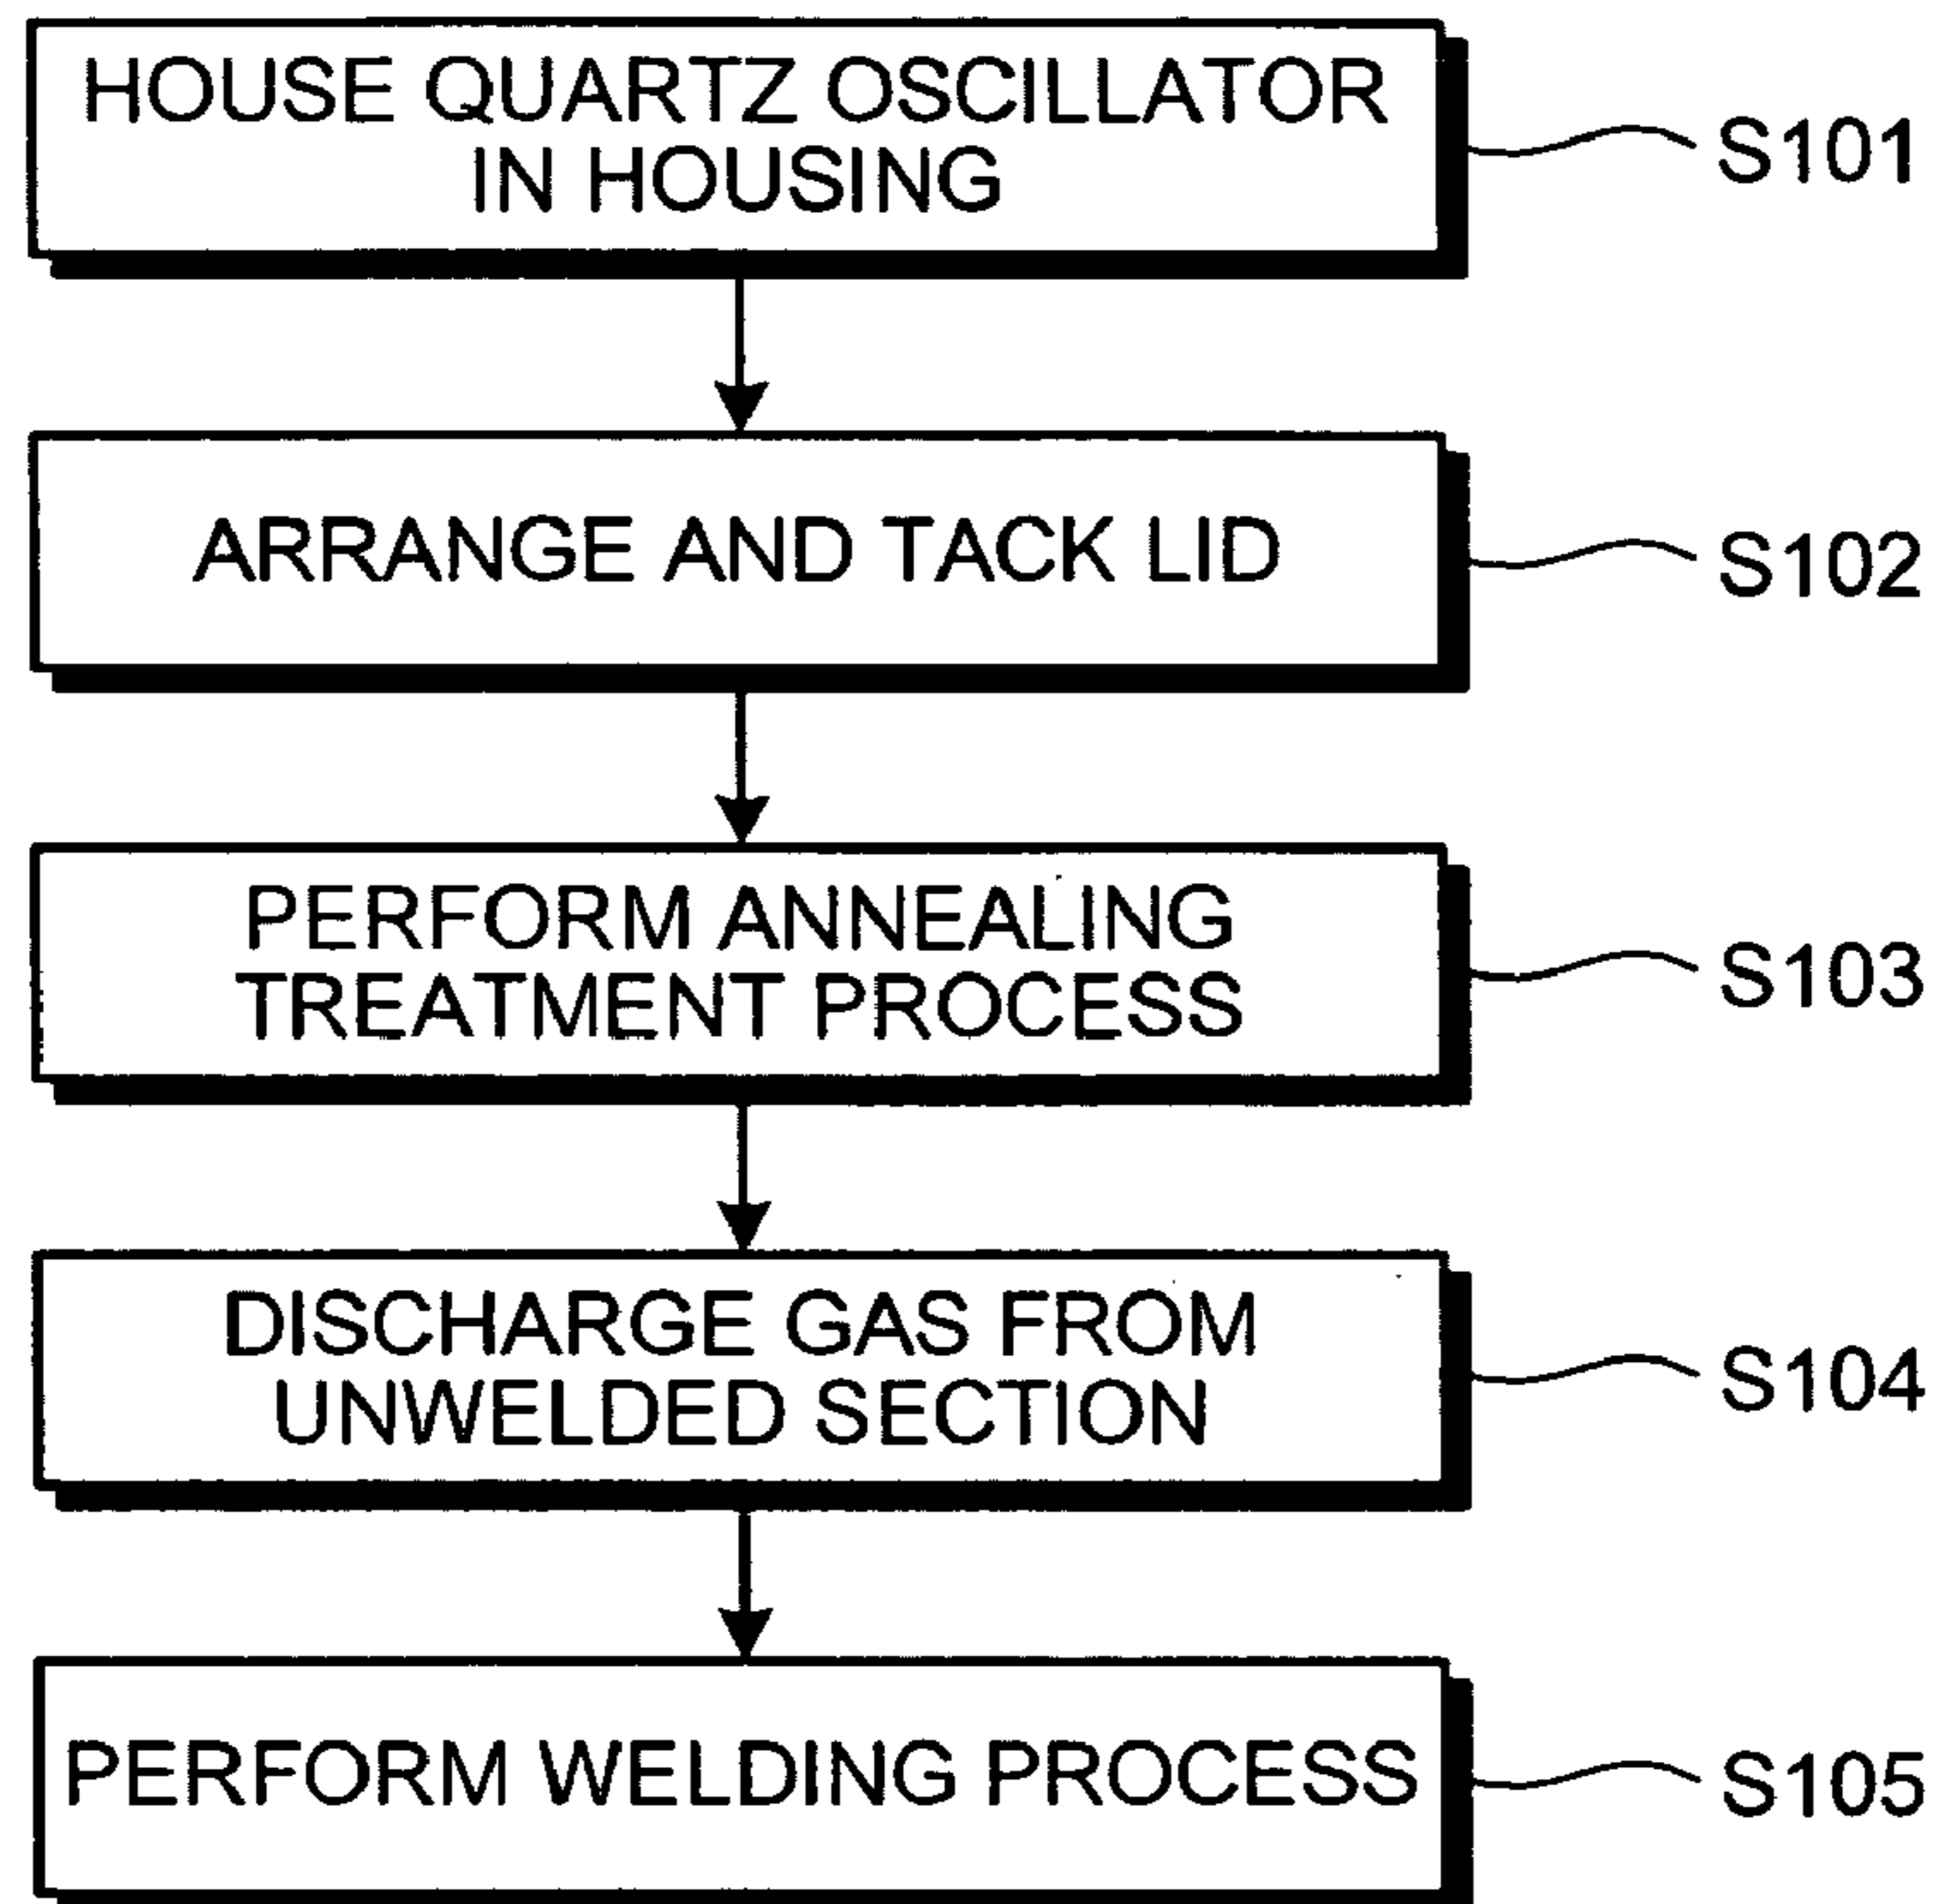 HOUSE QUARTZ OSCILLATOR
IN HOUSING
S101
ARRANGE AND TACK LID
S102
PERFORM ANNEALING
TREATMENT PROCESS
S103
DISCHARGE GAS FROM
UNWELDED SECTION
S104
PERFORM WELDING PROCESS
S105